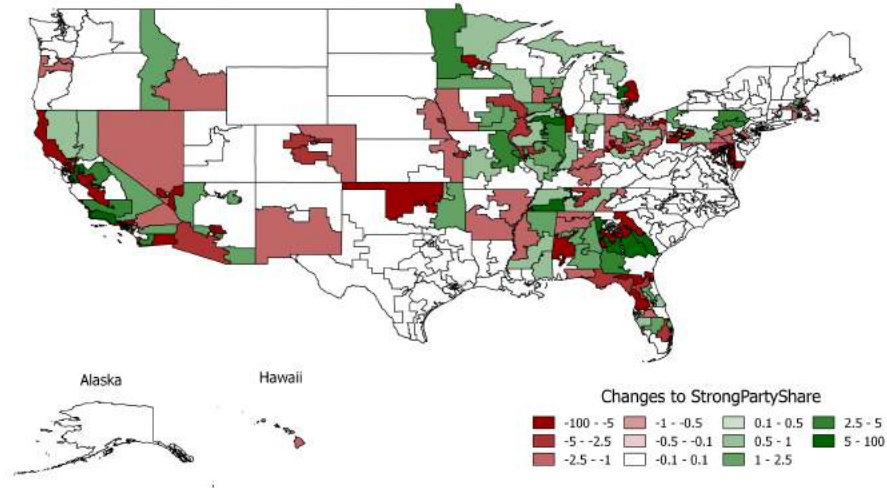 Alaska
Hawaii
Changes to StrongPartyShare
-100 - -5
-1 - -0.5
0.1 - 0.5
2.5 - 5
-5 - -2.5
-0.5 - -0.1
0.5 - 1
5 - 100
-2.5 - -1
-0.1 - 0.1
1 - 2.5